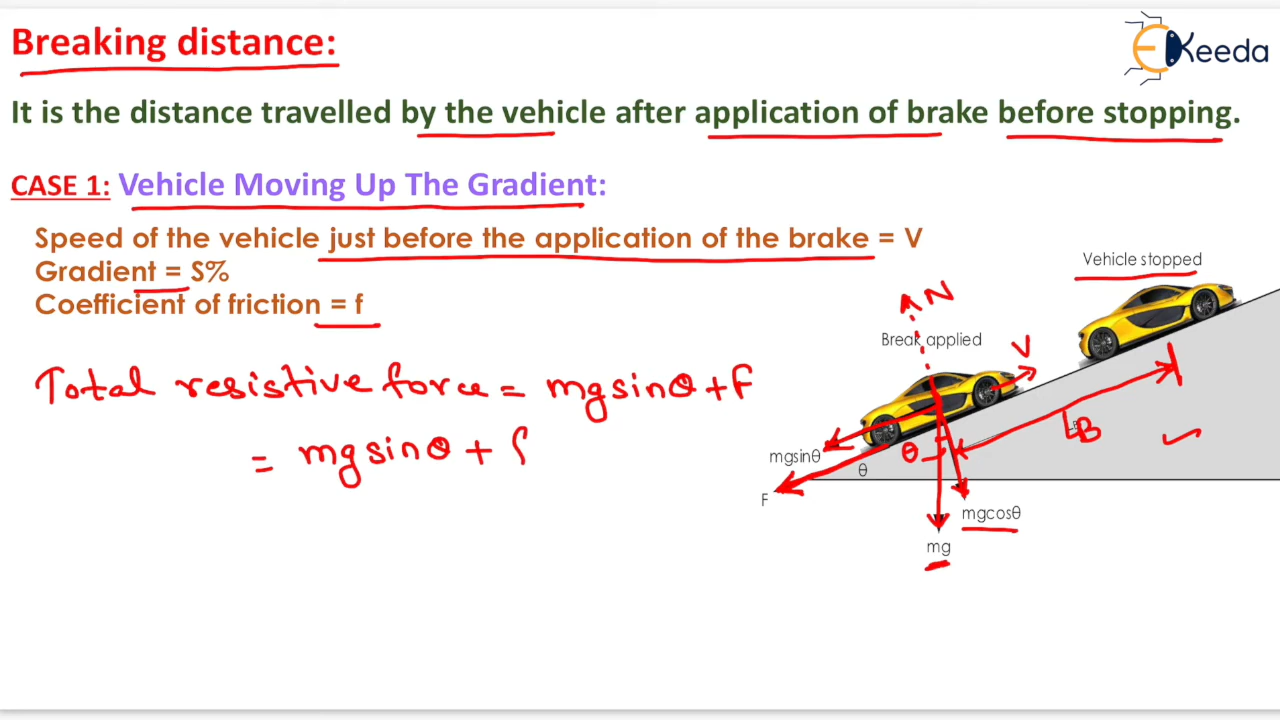 Breaking distance:
EKeeda
It is the distance travelled by the vehicle after application of brake before stopping.
CASE 1: Vehicle Moving Up The Gradient:
Speed of the vehicle just before the application of the brake = V
Gradient = S%
Coefficient of friction = f
Vehicle stopped
N
Break applied
V
Total resistive force = mgsinθ + F
= mgsinθ + f
LB
mgsinθ
θ
θ
F
mgcosθ
mg